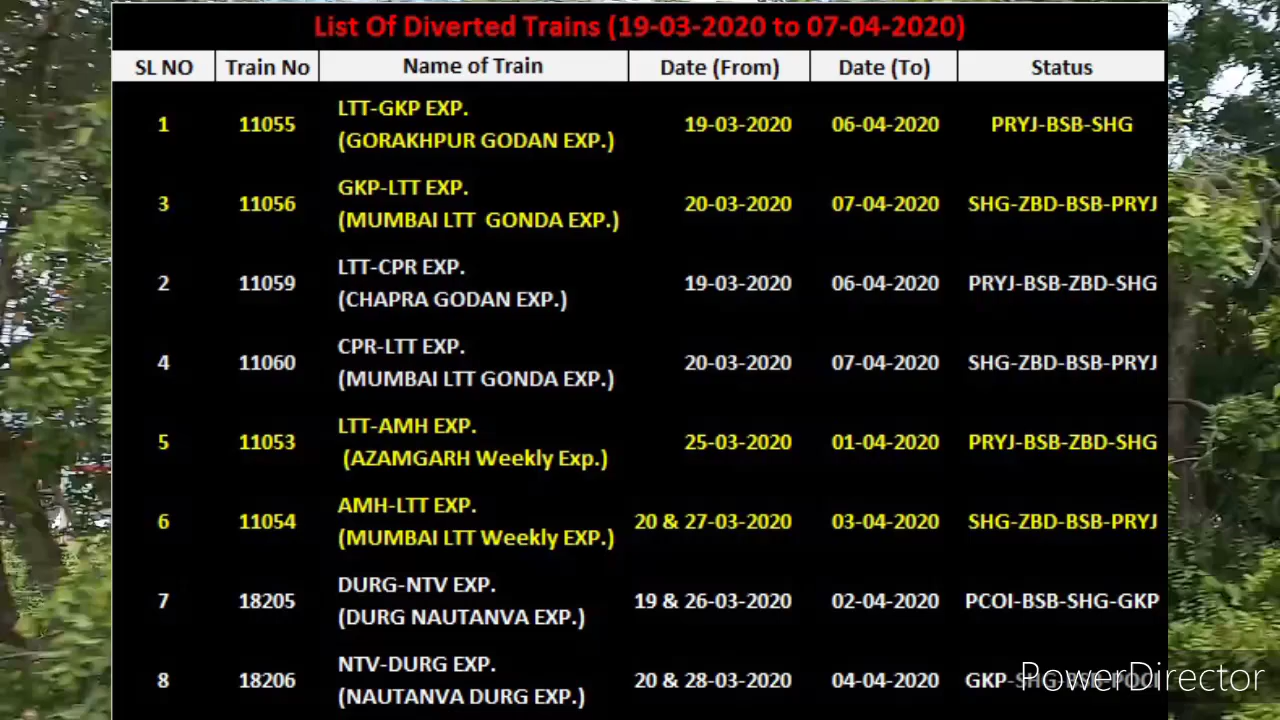 List Of Diverted Trains (19-03-2020 to 07-04-2020)
SL NO Train No Name of Train Date (From) Date (To) Status
1 11055 LTT-GKP EXP. (GORAKHPUR GODAN EXP.) 19-03-2020 06-04-2020 PRYJ-BSB-SHG
3 11056 GKP-LTT EXP. (MUMBAI LTT GONDA EXP.) 20-03-2020 07-04-2020 SHG-ZBD-BSB-PRYJ
2 11059 LTT-CPR EXP. (CHAPRA GODAN EXP.) 19-03-2020 06-04-2020 PRYJ-BSB-ZBD-SHG
4 11060 CPR-LTT EXP. (MUMBAI LTT GONDA EXP.) 20-03-2020 07-04-2020 SHG-ZBD-BSB-PRYJ
5 11053 LTT-AMH EXP. (AZAMGARH Weekly Exp.) 25-03-2020 01-04-2020 PRYJ-BSB-ZBD-SHG
6 11054 AMH-LTT EXP. (MUMBAI LTT Weekly EXP.) 20 & 27-03-2020 03-04-2020 SHG-ZBD-BSB-PRYJ
7 18205 DURG-NTV EXP. (DURG NAUTANVA EXP.) 19 & 26-03-2020 02-04-2020 PCOI-BSB-SHG-GKP
8 18206 NTV-DURG EXP. (NAUTANVA DURG EXP.) 20 & 28-03-2020 04-04-2020 GKP-
PowerDirector